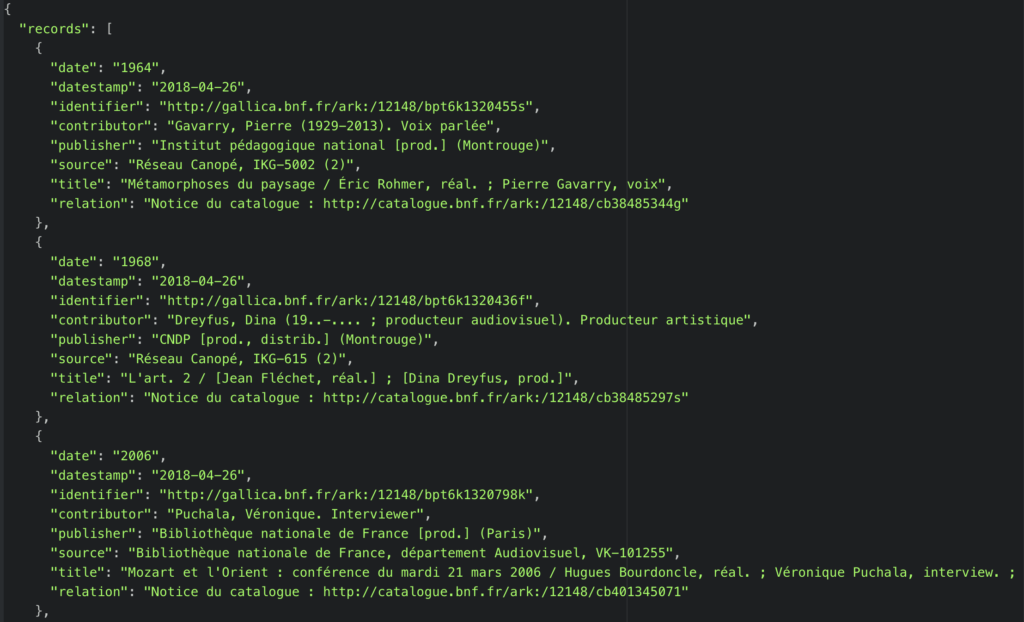 {
"records": [
{
"date": "1964",
"datestamp": "2018-04-26",
"identifier": "http://gallica.bnf.fr/ark:/12148/bpt6k1320455s",
"contributor": "Gavarry, Pierre (1929-2013). Voix parlée",
"publisher": "Institut pédagogique national [prod.] (Montrouge)",
"source": "Réseau Canopé, IKG-5002 (2)",
"title": "Métamorphoses du paysage / Éric Rohmer, réal. ; Pierre Gavarry, voix",
"relation": "Notice du catalogue : http://catalogue.bnf.fr/ark:/12148/cb38485344g"
},
{
"date": "1968",
"datestamp": "2018-04-26",
"identifier": "http://gallica.bnf.fr/ark:/12148/bpt6k1320436f",
"contributor": "Dreyfus, Dina (19..-.... ; producteur audiovisuel). Producteur artistique",
"publisher": "CNDP [prod., distrib.] (Montrouge)",
"source": "Réseau Canopé, IKG-615 (2)",
"title": "L'art. 2 / [Jean Fléchet, réal.] ; [Dina Dreyfus, prod.]",
"relation": "Notice du catalogue : http://catalogue.bnf.fr/ark:/12148/cb38485297s"
},
{
"date": "2006",
"datestamp": "2018-04-26",
"identifier": "http://gallica.bnf.fr/ark:/12148/bpt6k1320798k",
"contributor": "Puchala, Véronique. Interviewer",
"publisher": "Bibliothèque nationale de France [prod.] (Paris)",
"source": "Bibliothèque nationale de France, département Audiovisuel, VK-101255",
"title": "Mozart et l'Orient : conférence du mardi 21 mars 2006 / Hugues Bourdoncle, réal. ; Véronique Puchala, interview. ;
"relation": "Notice du catalogue : http://catalogue.bnf.fr/ark:/12148/cb401345071"
},